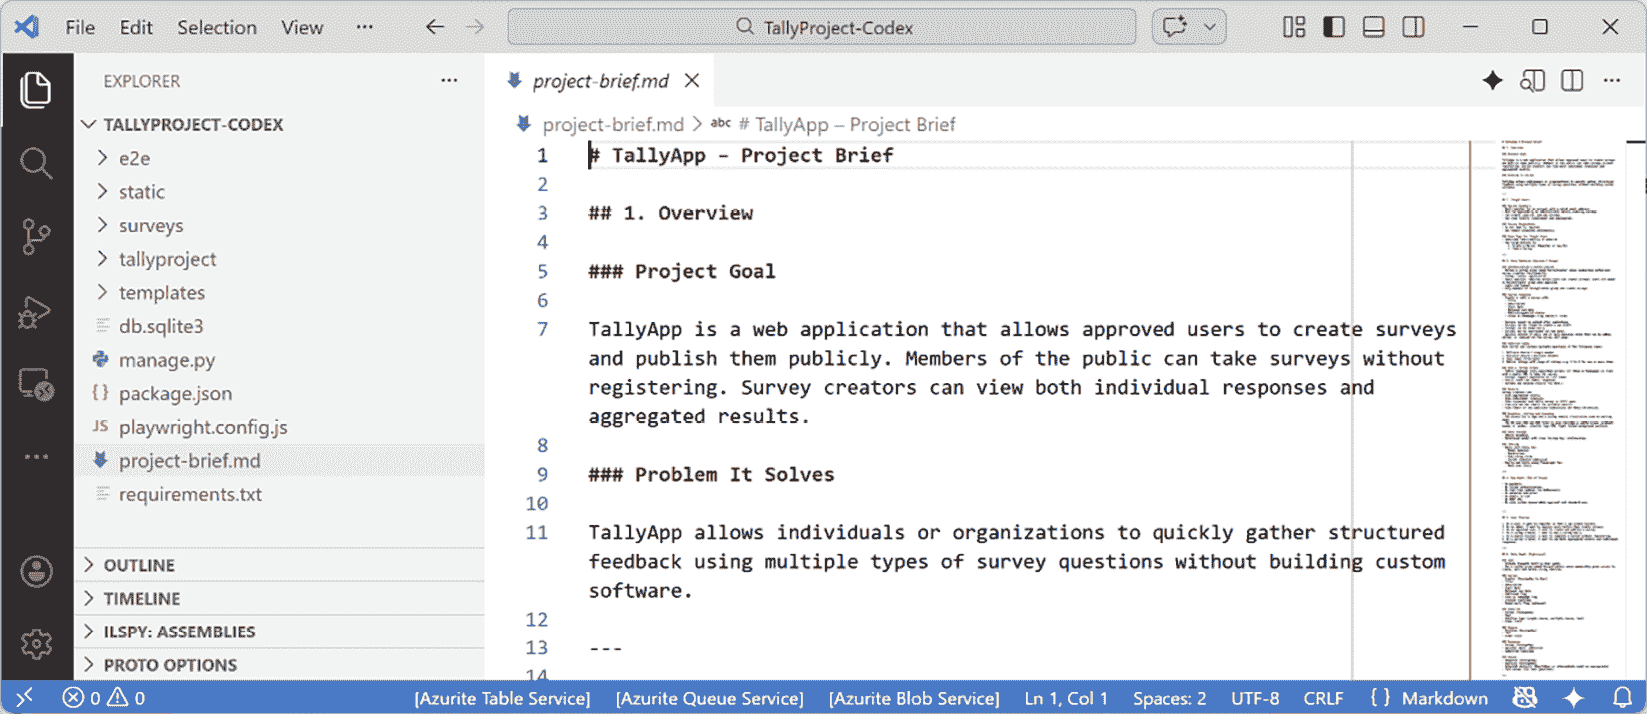 File Edit Selection View ··· TallyProject-Codex
EXPLORER ···
TALLYPROJECT-CODEX
e2e
static
surveys
tallyproject
templates
db.sqlite3
manage.py
{} package.json
JS playwright.config.js
project-brief.md
requirements.txt
OUTLINE
TIMELINE
ILSPY: ASSEMBLIES
PROTO OPTIONS
project-brief.md
project-brief.md > abc # TallyApp – Project Brief
1 # TallyApp – Project Brief
2
3 ## 1. Overview
4
5 ### Project Goal
6
7 TallyApp is a web application that allows approved users to create surveys
and publish them publicly. Members of the public can take surveys without
registering. Survey creators can view both individual responses and
aggregated results.
8
9 ### Problem It Solves
10
11 TallyApp allows individuals or organizations to quickly gather structured
feedback using multiple types of survey questions without building custom
software.
12
13 ---
14
0 0 [Azurite Table Service] [Azurite Queue Service] [Azurite Blob Service] Ln 1, Col 1 Spaces: 2 UTF-8 CRLF {} Markdown